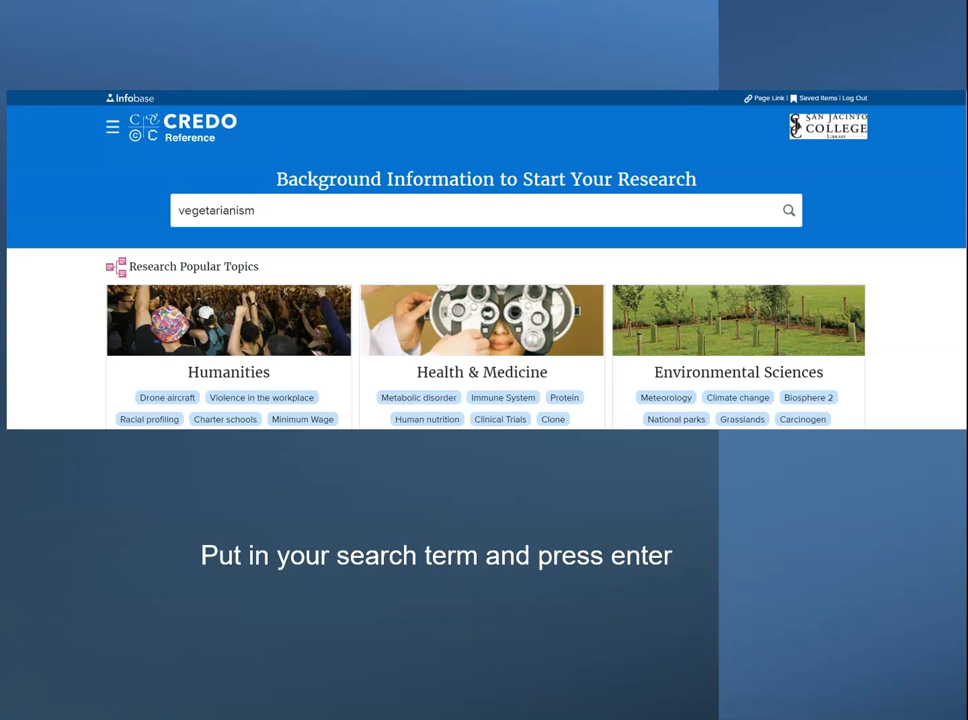 Infobase
Page Link | Saved Items | Log Out
CREDO
Reference
SAN JACINTO
COLLEGE
LIBRARY
Background Information to Start Your Research
vegetarianism
Research Popular Topics
Humanities
Health & Medicine
Environmental Sciences
Drone aircraft Violence in the workplace
Metabolic disorder Immune System Protein
Meteorology Climate change Biosphere 2
Racial profiling Charter schools Minimum Wage
Human nutrition Clinical Trials Clone
National parks Grasslands Carcinogen
Put in your search term and press enter